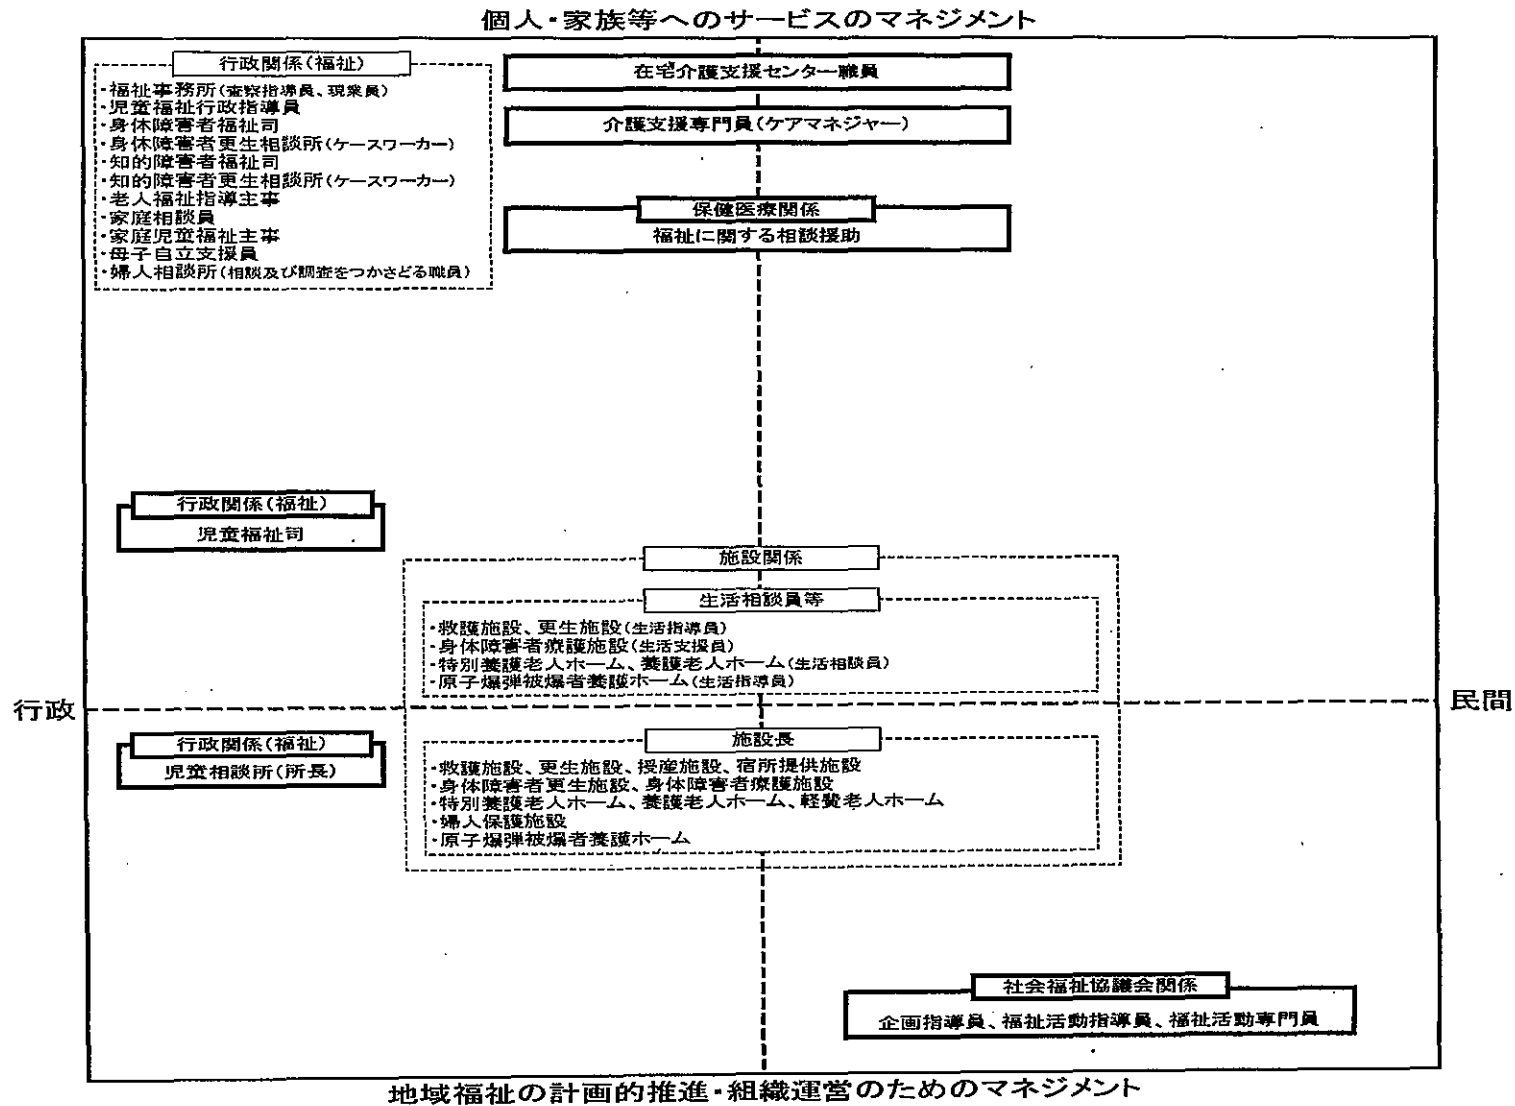 個人・家族等へのサービスのマネジメント
行政関係(福祉)
・福祉事務所(査察指導員、現業員)
・児童福祉行政指導員
・身体障害者福祉司
・身体障害者更生相談所(ケースワーカー)
・知的障害者福祉司
・知的障害者更生相談所(ケースワーカー)
・老人福祉指導主事
・家庭相談員
・家庭児童福祉主事
・母子自立支援員
・婦人相談所(相談及び調査をつかさどる職員)
在宅介護支援センター職員
介護支援専門員(ケアマネジャー)
保健医療関係
福祉に関する相談援助
行政関係(福祉)
児童福祉司
施設関係
生活相談員等
・救護施設、更生施設(生活指導員)
・身体障害者療護施設(生活支援員)
・特別養護老人ホーム、養護老人ホーム(生活相談員)
・原子爆弾被爆者養護ホーム(生活指導員)
行政
民間
行政関係(福祉)
児童相談所(所長)
施設長
・救護施設、更生施設、授産施設、宿所提供施設
・身体障害者更生施設、身体障害者療護施設
・特別養護老人ホーム、養護老人ホーム、軽費老人ホーム
・婦人保護施設
・原子爆弾被爆者養護ホーム
社会福祉協議会関係
企画指導員、福祉活動指導員、福祉活動専門員
地域福祉の計画的推進・組織運営のためのマネジメント